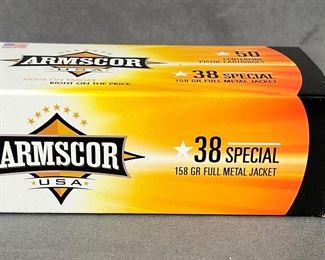 ARMSCOR
RIGHT ON THE PRICE
50
CENTERFIRE
PISTOL CARTRIDGES
38 SPECIAL
158 GR FULL METAL JACKET
ARMSCOR
USA
38 SPECIAL
158 GR FULL METAL JACKET